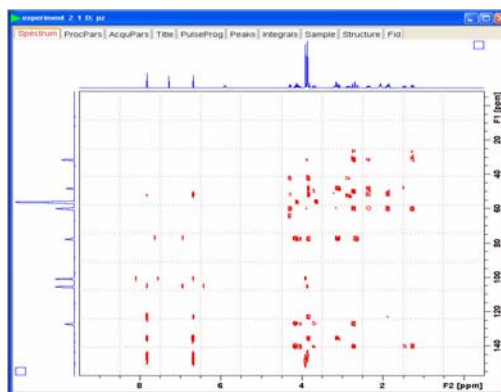 experiment 2 1 D: pz
Spectrum ProcPars AcquPars Title PulseProg Peaks Integrals Sample Structure Fid
F1 [ppm]
20
40
60
80
100
120
140
8 6 4 2 F2 [ppm]